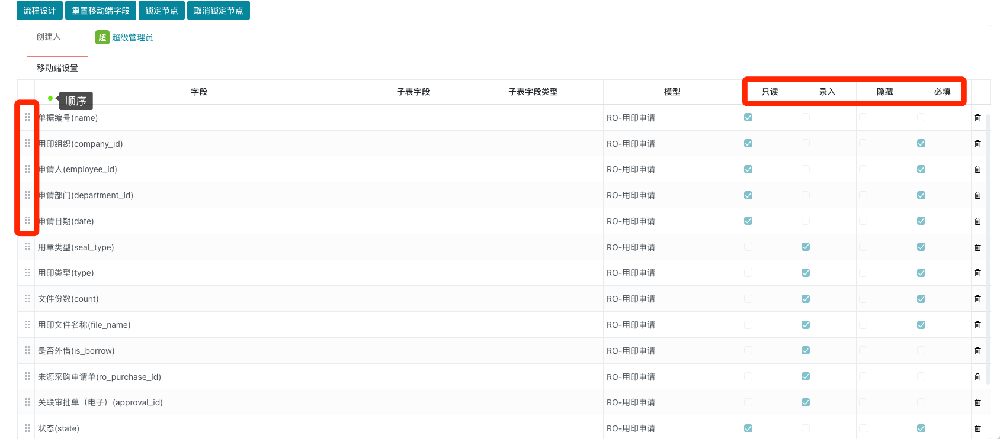 流程设计 重置移动端字段 锁定节点 取消锁定节点
创建人 超 超级管理员
移动端设置
字段 子表字段 子表字段类型 模型 只读 录入 隐藏 必填
顺序
单据编号(name) RO-用印申请
用印组织(company_id) RO-用印申请
申请人(employee_id) RO-用印申请
申请部门(department_id) RO-用印申请
申请日期(date) RO-用印申请
用章类型(seal_type) RO-用印申请
用印类型(type) RO-用印申请
文件份数(count) RO-用印申请
用印文件名称(file_name) RO-用印申请
是否外借(is_borrow) RO-用印申请
来源采购申请单(ro_purchase_id) RO-用印申请
关联审批单（电子）(approval_id) RO-用印申请
状态(state) RO-用印申请